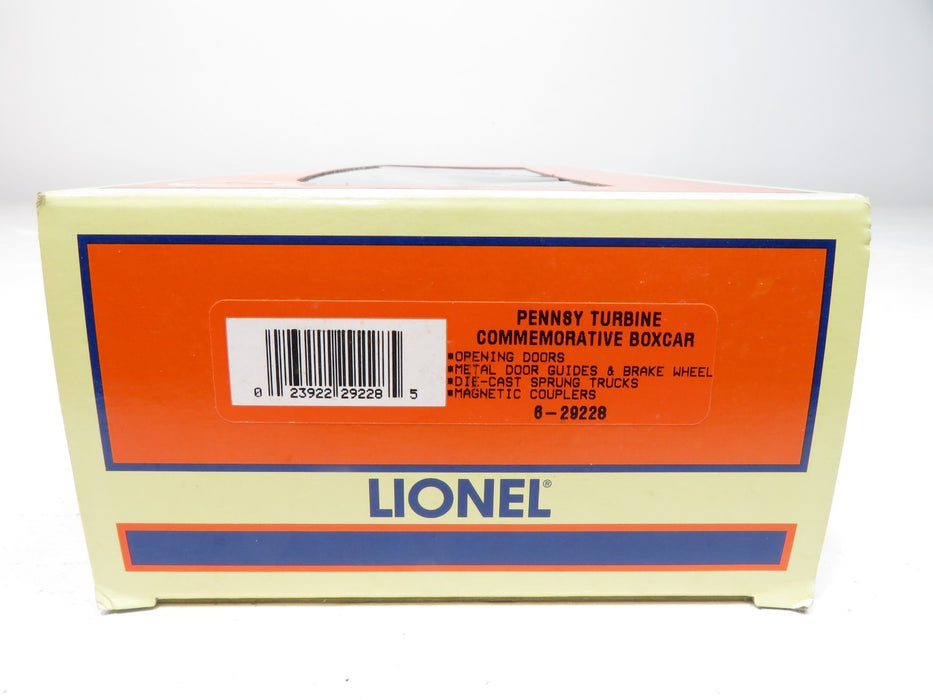 PENN8Y TURBINE
COMMEMORATIVE BOXCAR
▪OPENING DOORS
▪METAL DOOR GUIDES & BRAKE WHEEL
▪DIE-CAST SPRUNG TRUCKS
▪MAGNETIC COUPLERS
6-29228
0 23922 29228 5
LIONEL®